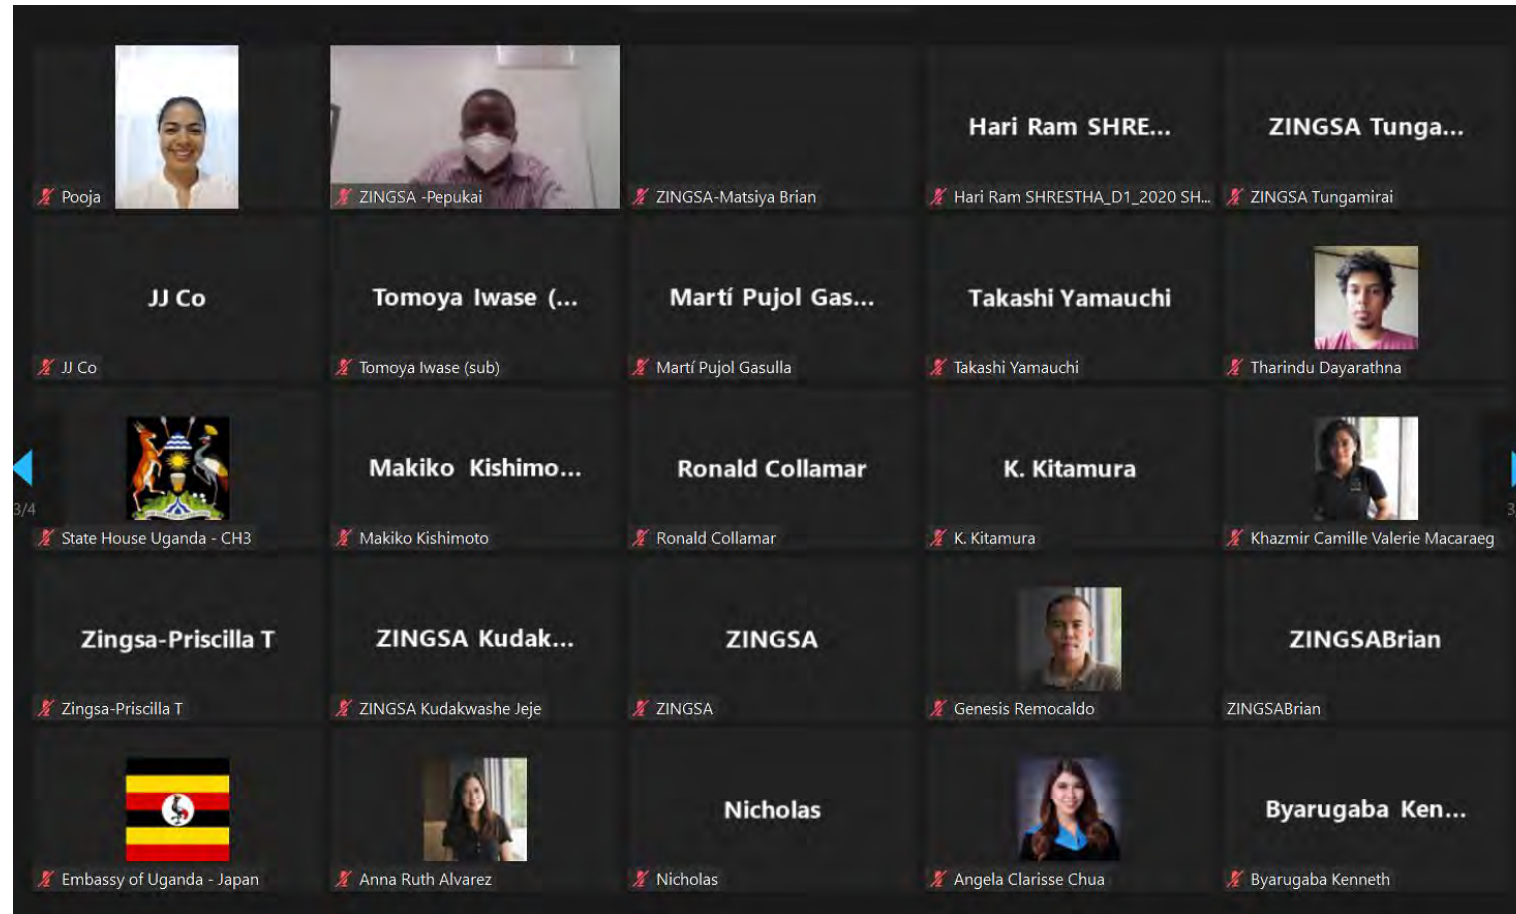 Hari Ram SHRE...
ZINGSA Tunga...
Pooja
ZINGSA -Pepukai
ZINGSA-Matsiya Brian
Hari Ram SHRESTHA_D1_2020 SH...
ZINGSA Tungamirai
JJ Co
Tomoya Iwase (...
Martí Pujol Gas...
Takashi Yamauchi
JJ Co
Tomoya Iwase (sub)
Martí Pujol Gasulla
Takashi Yamauchi
Tharindu Dayarathna
Makiko Kishimo...
Ronald Collamar
K. Kitamura
3/4
State House Uganda - CH3
Makiko Kishimoto
Ronald Collamar
K. Kitamura
Khazmir Camille Valerie Macaraeg
Zingsa-Priscilla T
ZINGSA Kudak...
ZINGSA
ZINGSABrian
Zingsa-Priscilla T
ZINGSA Kudakwashe Jeje
ZINGSA
Genesis Remocaldo
ZINGSABrian
Nicholas
Byarugaba Ken...
Embassy of Uganda - Japan
Anna Ruth Alvarez
Nicholas
Angela Clarisse Chua
Byarugaba Kenneth